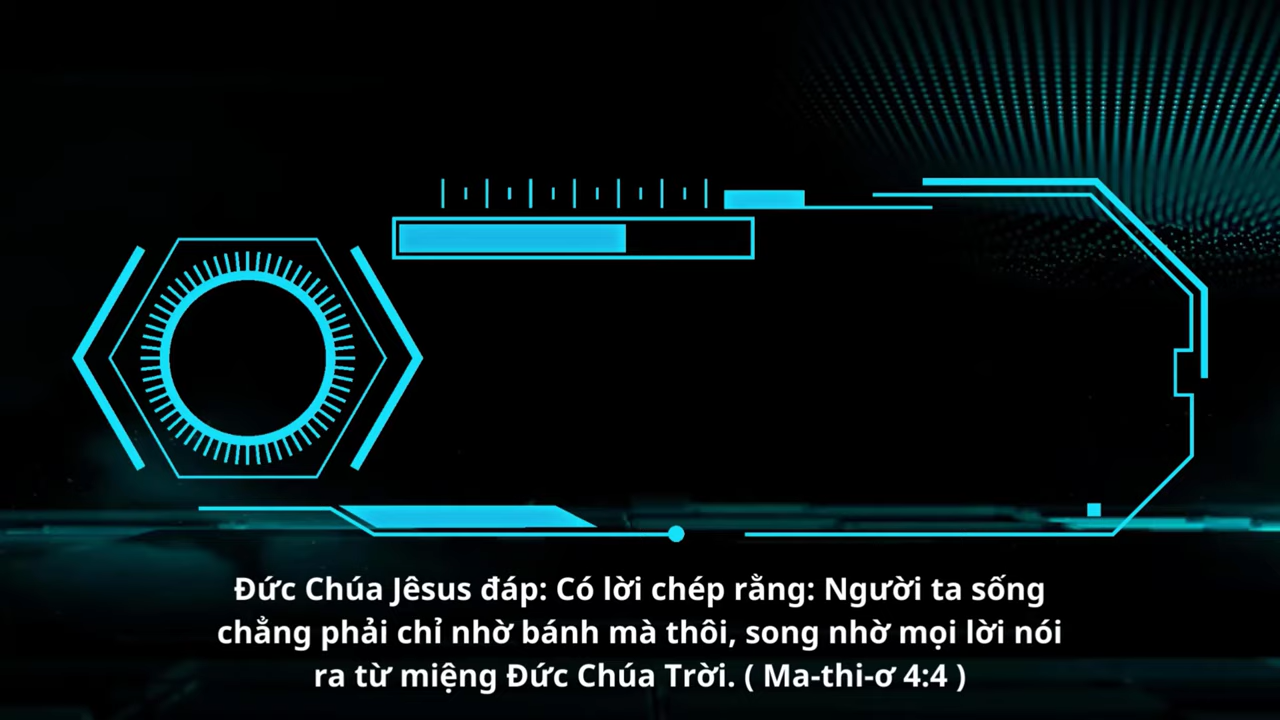 Đức Chúa Jêsus đáp: Có lời chép rằng: Người ta sống
chẳng phải chỉ nhờ bánh mà thôi, song nhờ mọi lời nói
ra từ miệng Đức Chúa Trời. ( Ma-thi-ơ 4:4 )